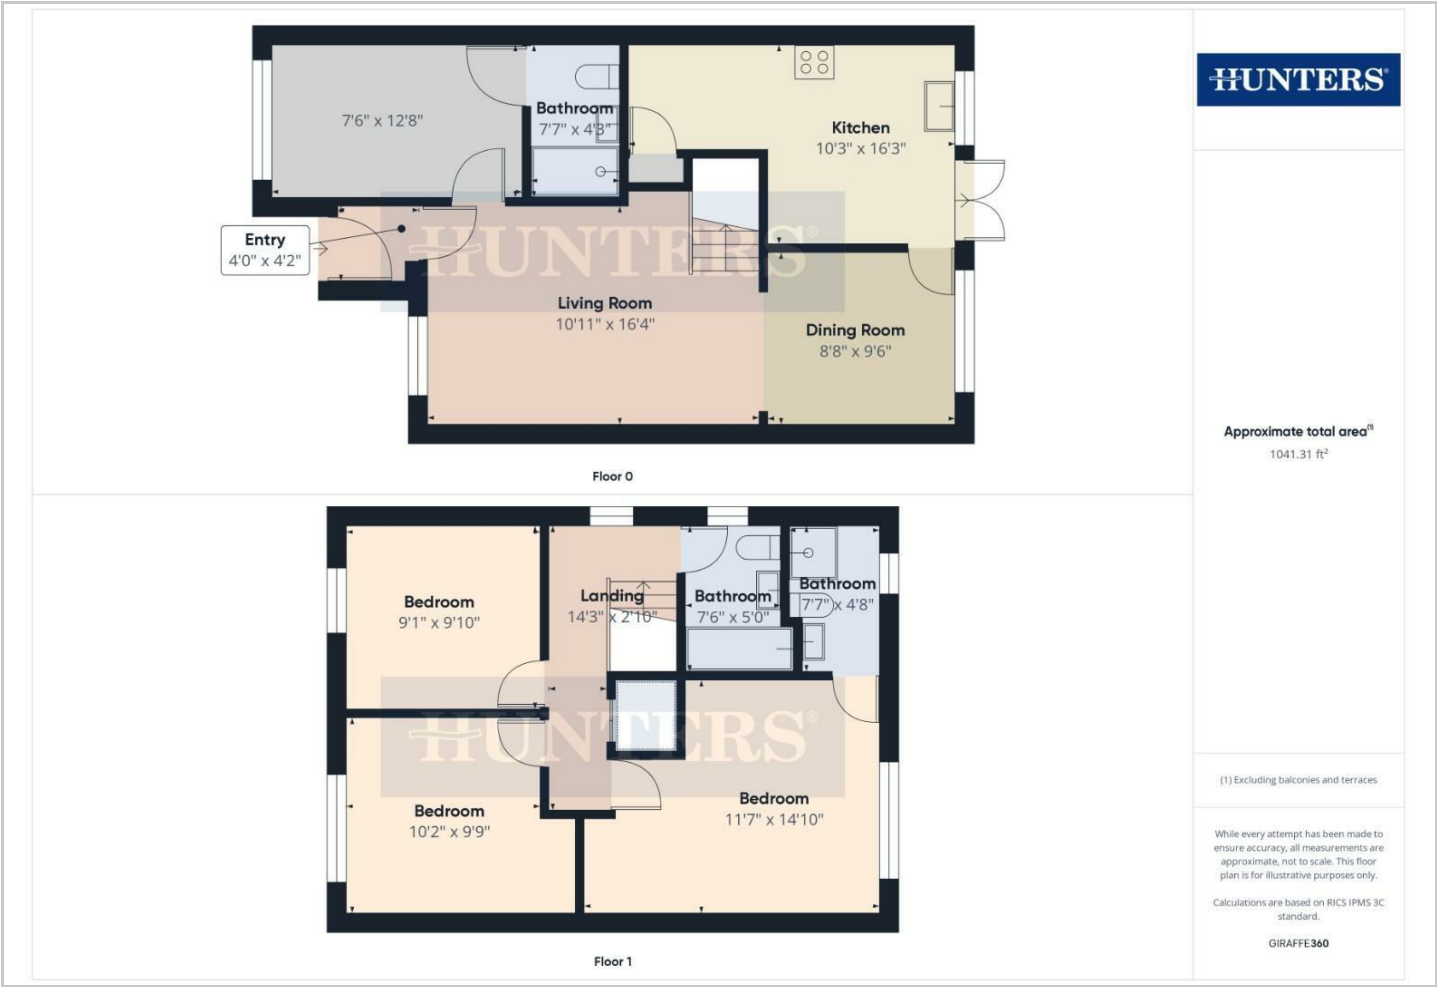 7'6" x 12'8"
Bathroom
7'7" x 4'3"
Kitchen
10'3" x 16'3"
Entry
4'0" x 4'2"
HUNTERS®
Living Room
10'11" x 16'4"
Dining Room
8'8" x 9'6"
Floor 0
Bedroom
9'1" x 9'10"
Landing
14'3" x 2'10"
Bathroom
7'6" x 5'0"
Bathroom
7'7" x 4'8"
HUNTERS®
Bedroom
10'2" x 9'9"
Bedroom
11'7" x 14'10"
Floor 1
HUNTERS®
Approximate total area⁽¹⁾
1041.31 ft²
(1) Excluding balconies and terraces
While every attempt has been made to
ensure accuracy, all measurements are
approximate, not to scale. This floor
plan is for illustrative purposes only.
Calculations are based on RICS IPMS 3C
standard.
GIRAFFE360